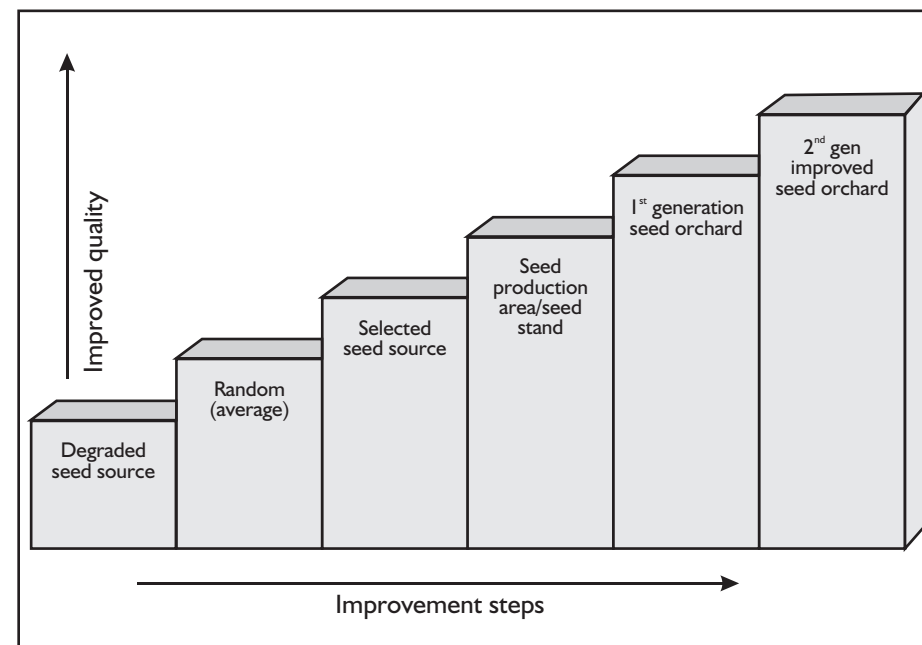 Improved quality
Degraded
seed source
Random
(average)
Selected
seed source
Seed
production
area/seed
stand
1st generation
seed orchard
2nd gen
improved
seed orchard
Improvement steps